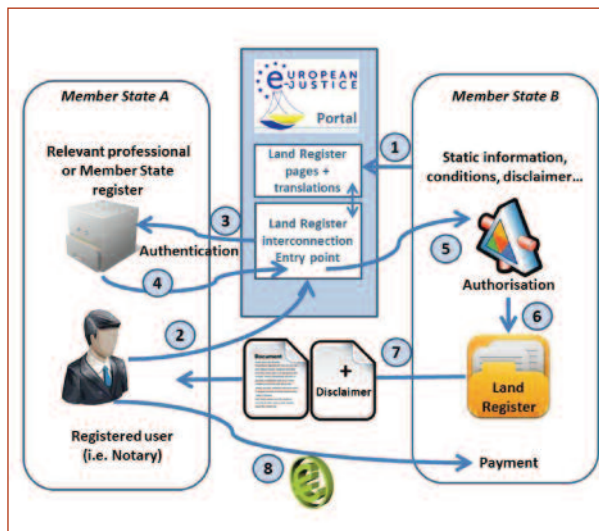 Member State A
Relevant professional
or Member State
register
Authentication
Registered user
(i.e. Notary)
EUROPEAN
e-JUSTICE
Portal
Land Register
pages +
translations
Land Register
interconnection
Entry point
Member State B
Static information,
conditions, disclaimer...
Authorisation
Land
Register
Payment
Document
+
Disclaimer
1
2
3
4
5
6
7
8